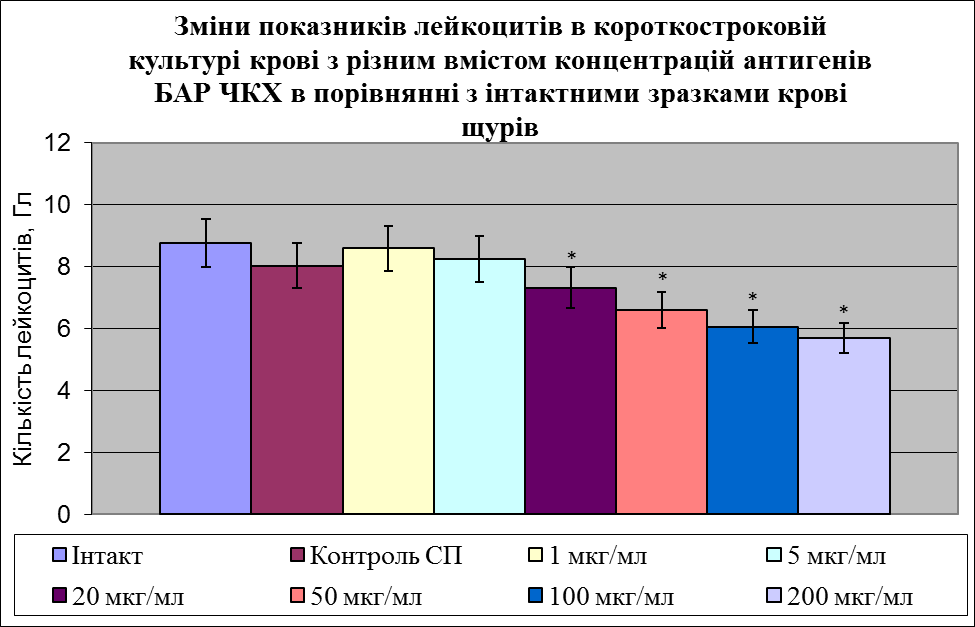 Зміни показників лейкоцитів в короткостроковій
культурі крові з різним вмістом концентрацій антигенів
БАР ЧКХ в порівнянні з інтактними зразками крові
щурів
Кількість лейкоцитів, Гл
12
10
8
6
4
2
0
*
*
*
*
Інтакт
Контроль СП
1 мкг/мл
5 мкг/мл
20 мкг/мл
50 мкг/мл
100 мкг/мл
200 мкг/мл